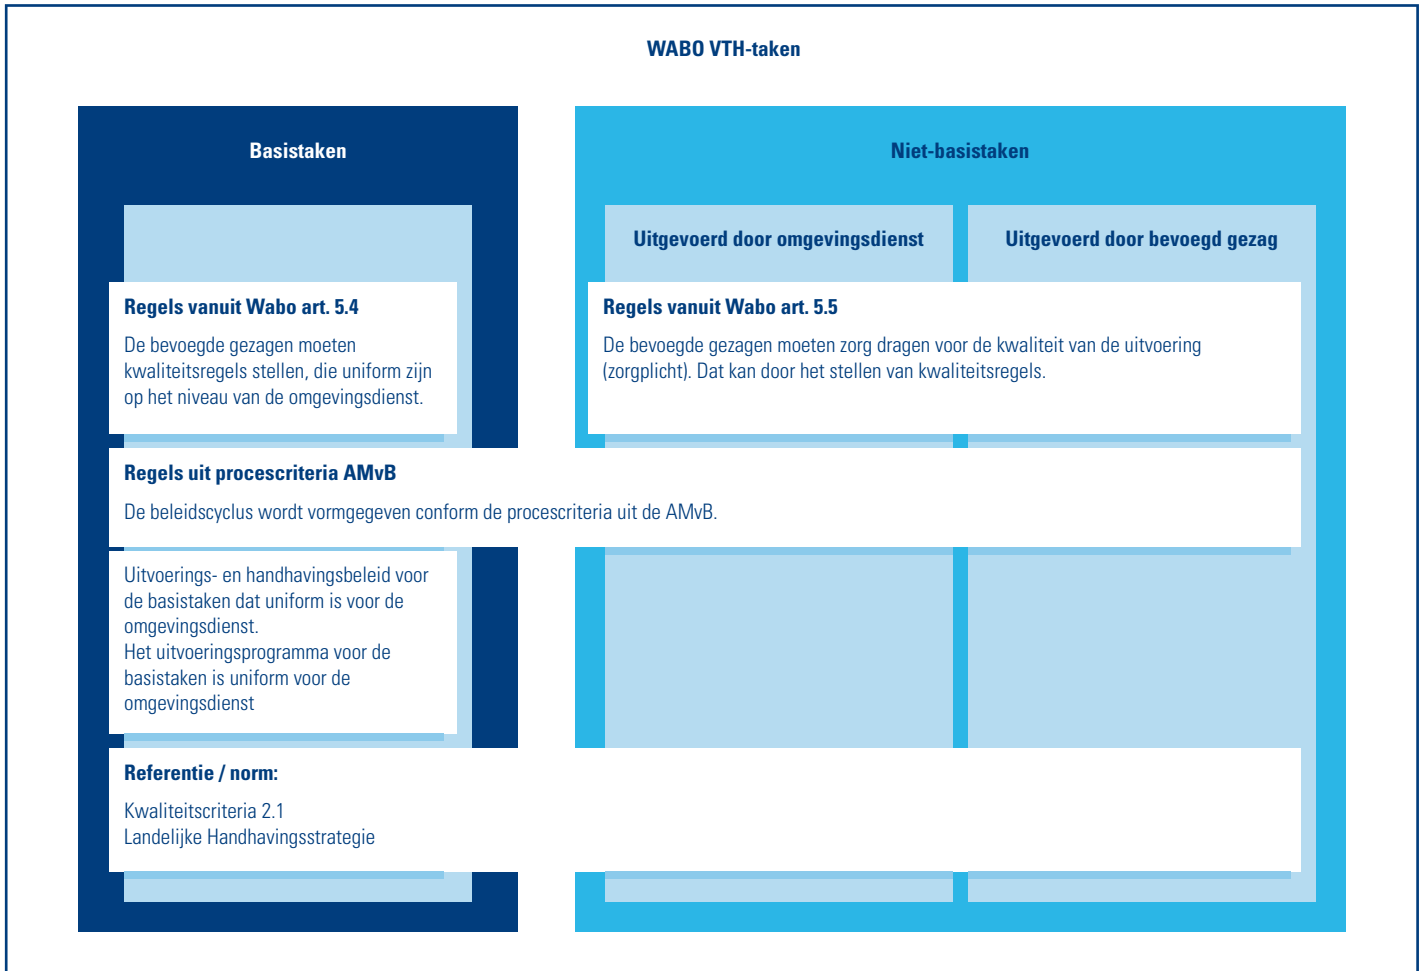 WABO VTH-taken
Basistaken
Niet-basistaken
Uitgevoerd door omgevingsdienst
Uitgevoerd door bevoegd gezag
Regels vanuit Wabo art. 5.4
De bevoegde gezagen moeten
kwaliteitsregels stellen, die uniform zijn
op het niveau van de omgevingsdienst.
Regels vanuit Wabo art. 5.5
De bevoegde gezagen moeten zorg dragen voor de kwaliteit van de uitvoering
(zorgplicht). Dat kan door het stellen van kwaliteitsregels.
Regels uit procescriteria AMvB
De beleidscyclus wordt vormgegeven conform de procescriteria uit de AMvB.
Uitvoerings- en handhavingsbeleid voor
de basistaken dat uniform is voor de
omgevingsdienst.
Het uitvoeringsprogramma voor de
basistaken is uniform voor de
omgevingsdienst
Referentie / norm:
Kwaliteitscriteria 2.1
Landelijke Handhavingsstrategie